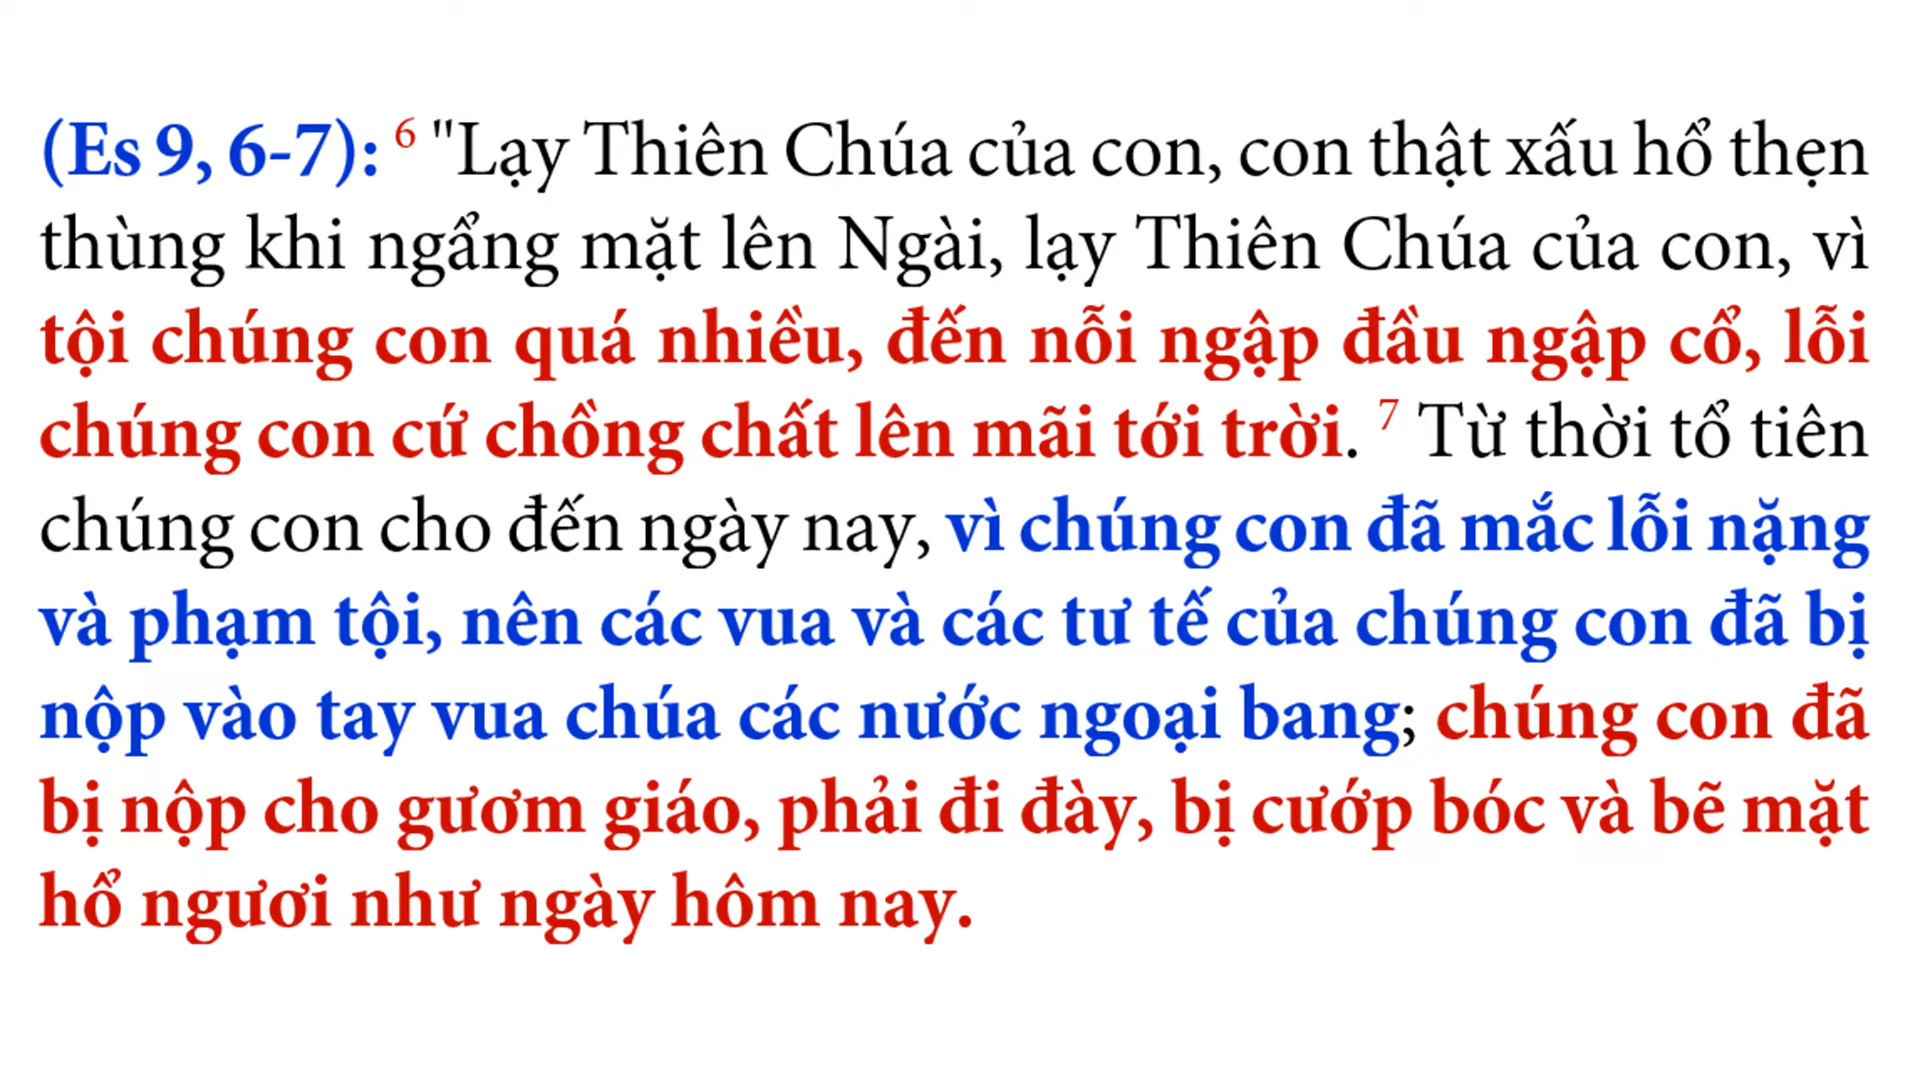 (Es 9, 6-7): 6 "Lạy Thiên Chúa của con, con thật xấu hổ thẹn
thùng khi ngẩng mặt lên Ngài, lạy Thiên Chúa của con, vì
tội chúng con quá nhiều, đến nỗi ngập đầu ngập cổ, lỗi
chúng con cứ chồng chất lên mãi tới trời. 7 Từ thời tổ tiên
chúng con cho đến ngày nay, vì chúng con đã mắc lỗi nặng
và phạm tội, nên các vua và các tư tế của chúng con đã bị
nộp vào tay vua chúa các nước ngoại bang; chúng con đã
bị nộp cho gươm giáo, phải đi đày, bị cướp bóc và bẽ mặt
hổ ngươi như ngày hôm nay.